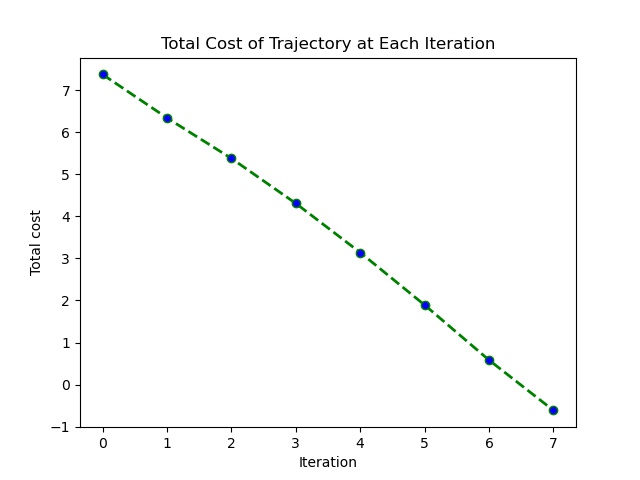 Total Cost of Trajectory at Each Iteration
7
6
5
4
3
2
1
0
−1
Total cost
0 1 2 3 4 5 6 7
Iteration